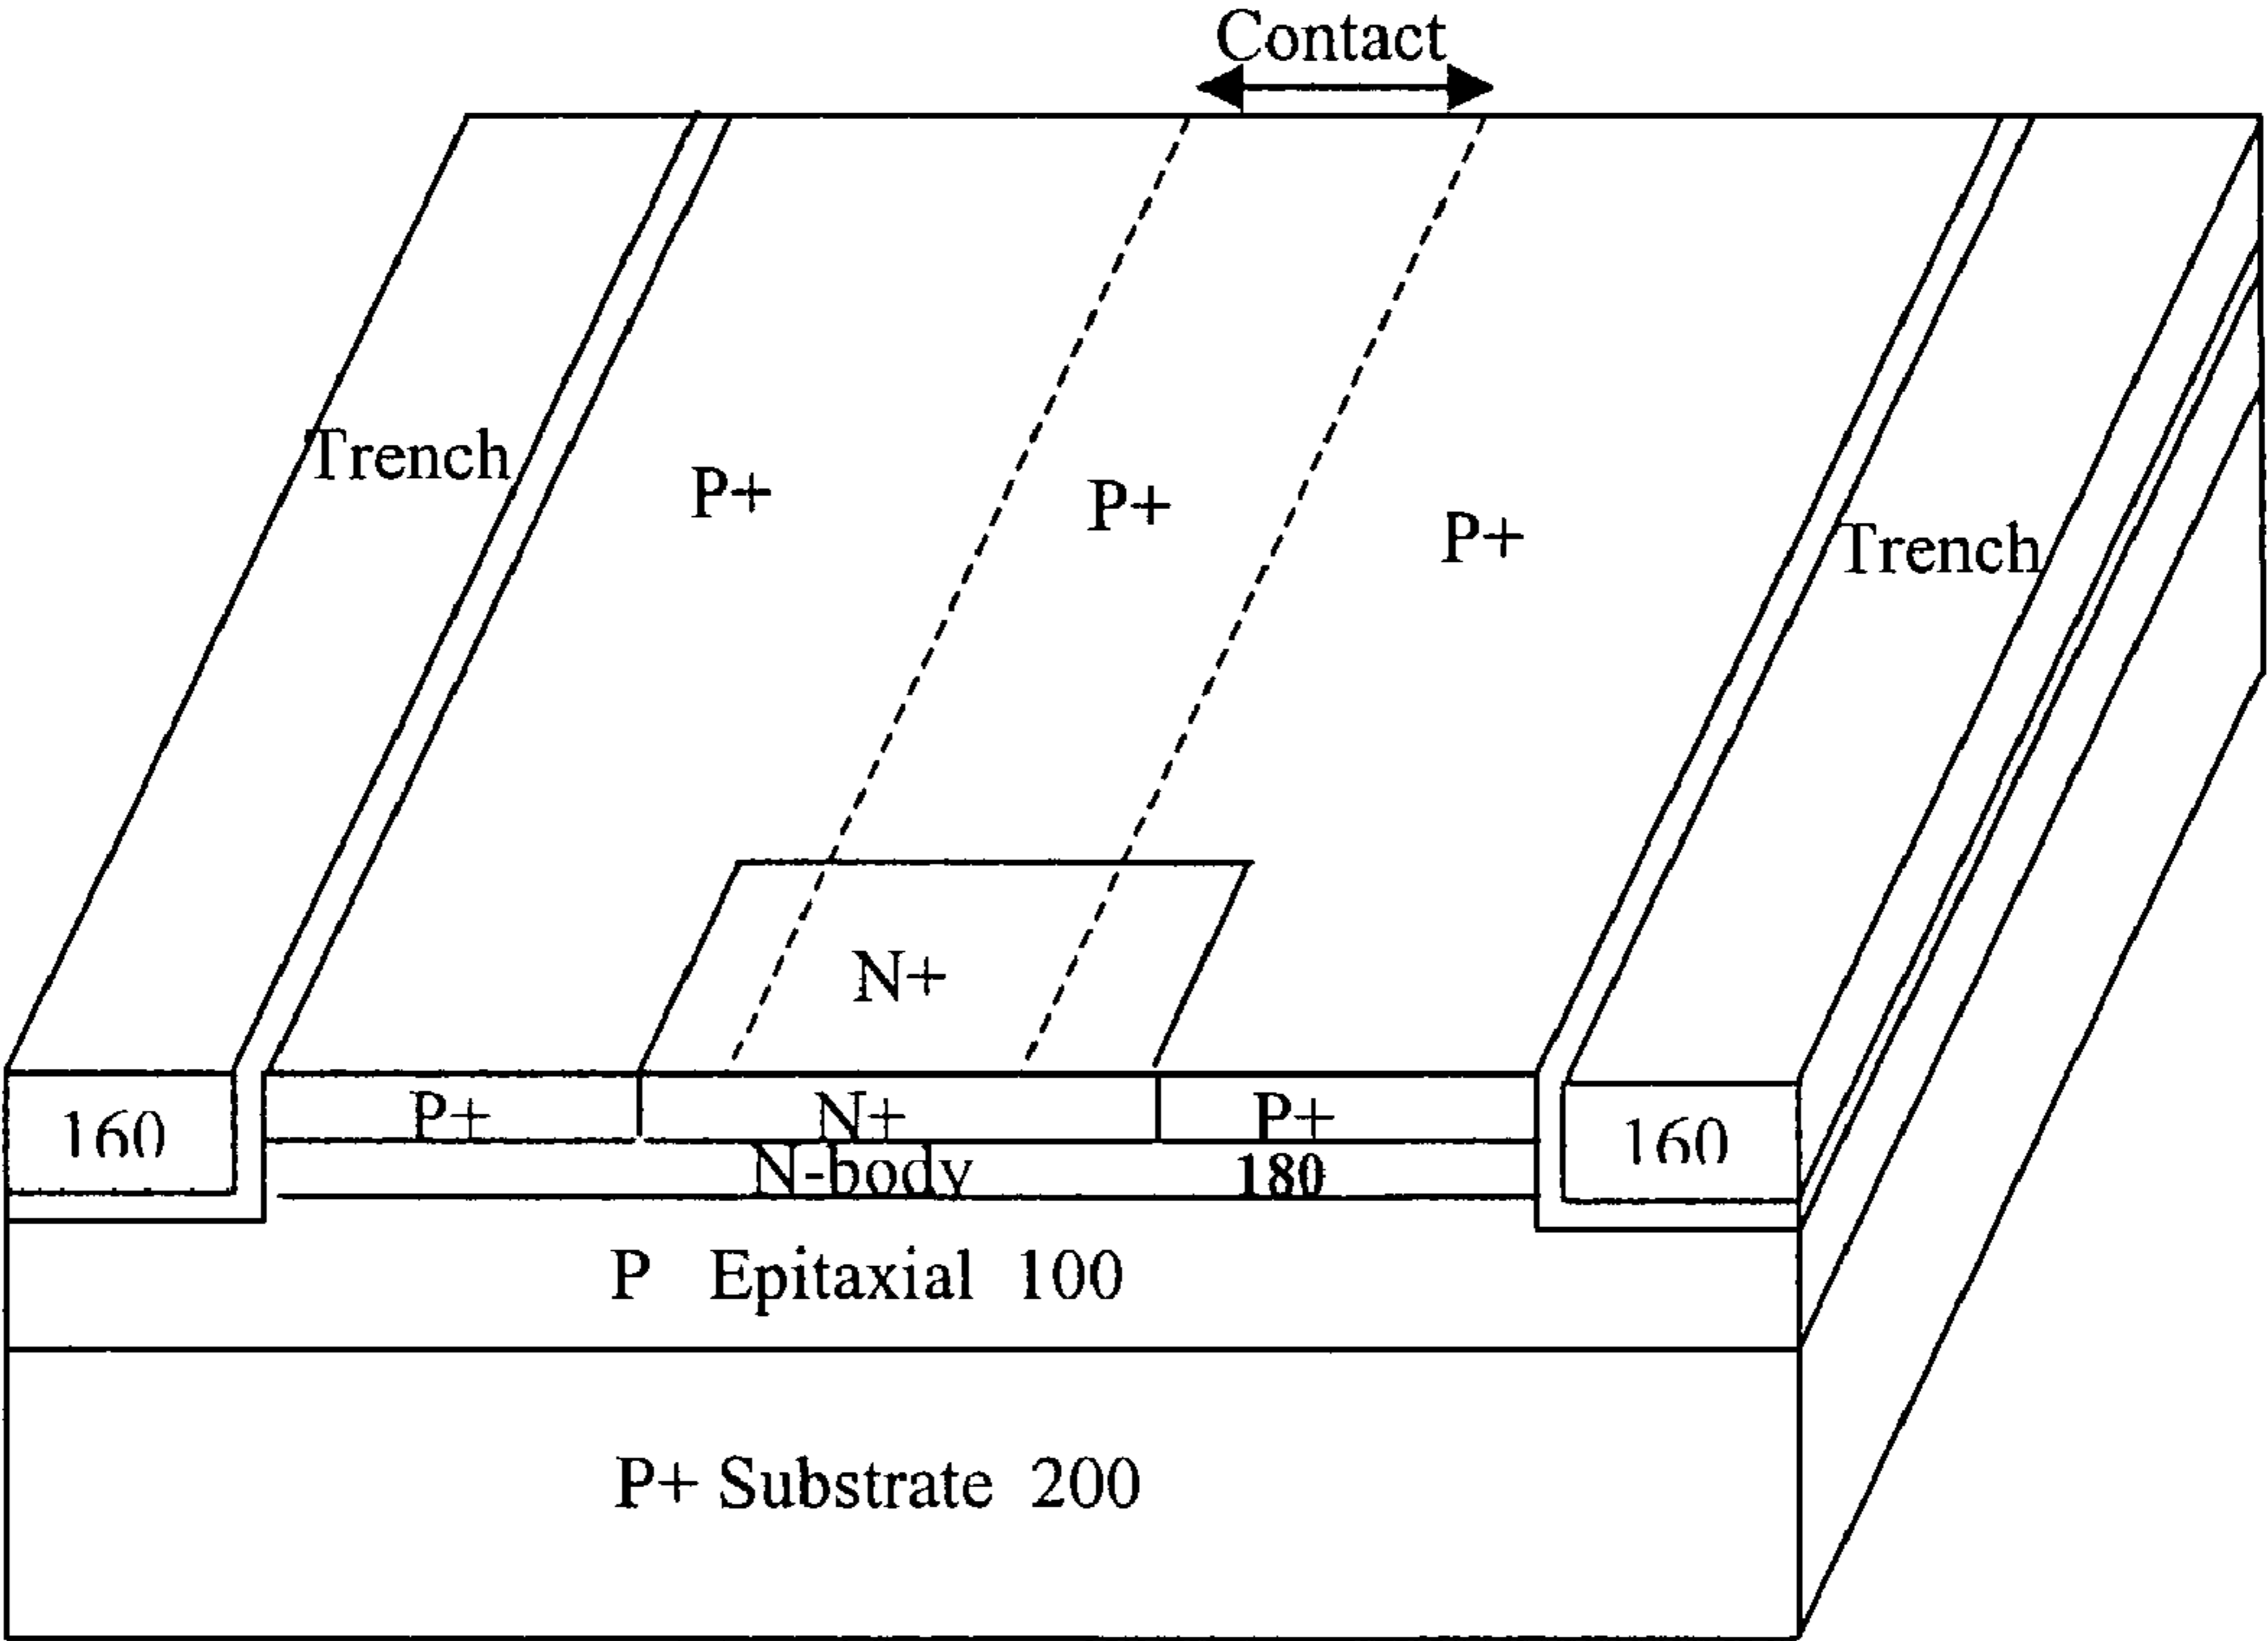 Contact
Trench
P+
P+
P+
Trench
N+
160
P+
N+
P+
160
N-body 180
P Epitaxial 100
P+ Substrate 200